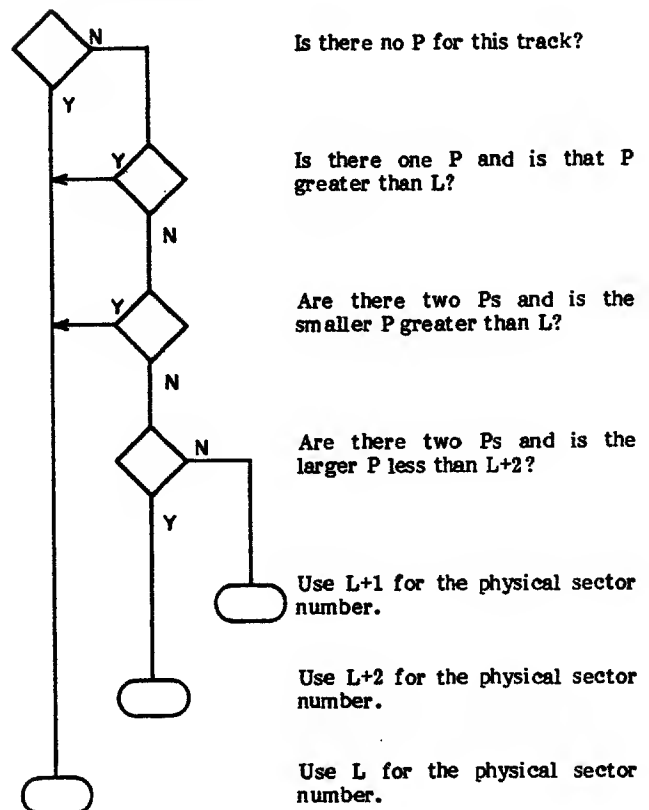 N
Is there no P for this track?
Y
Y
Is there one P and is that P
greater than L?
N
Y
Are there two Ps and is the
smaller P greater than L?
N
N
Are there two Ps and is the
larger P less than L+2?
Y
Use L+1 for the physical sector
number.
Use L+2 for the physical sector
number.
Use L for the physical sector
number.